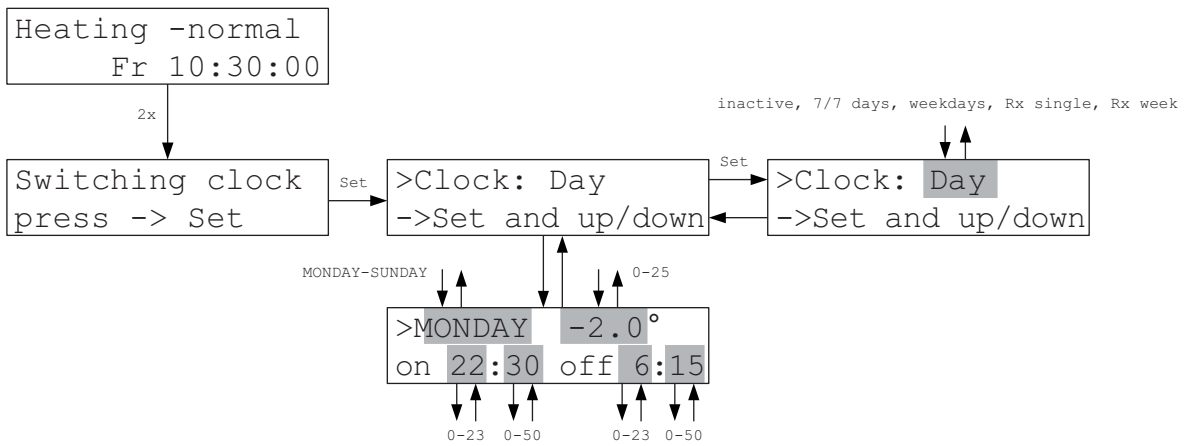 Heating -normal
Fr 10:30:00
2x
inactive, 7/7 days, weekdays, Rx single, Rx week
Switching clock
press -> Set
Set
>Clock: Day
->Set and up/down
Set
>Clock: Day
->Set and up/down
MONDAY-SUNDAY
0-25
>MONDAY -2.0°
on 22:30 off 6:15
0-23 0-50 0-23 0-50